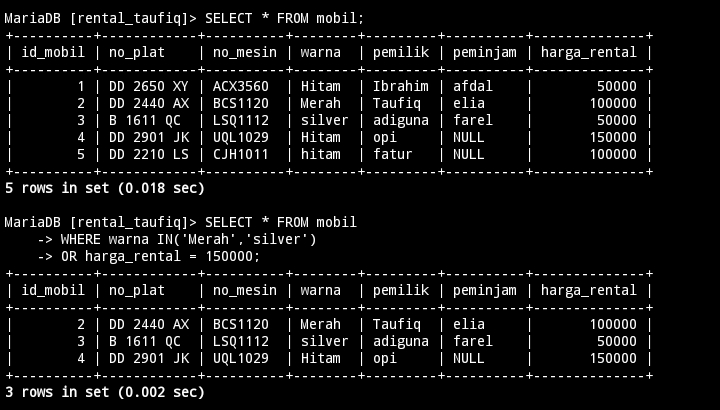 MariaDB [rental_taufiq]> SELECT * FROM mobil;
+----------+------------+----------+--------+---------+----------+--------------+
| id_mobil | no_plat    | no_mesin | warna  | pemilik | peminjam | harga_rental |
+----------+------------+----------+--------+---------+----------+--------------+
|        1 | DD 2650 XY | ACX3560  | Hitam  | Ibrahim | afdal    |        50000 |
|        2 | DD 2440 AX | BCS1120  | Merah  | Taufiq  | elia     |       100000 |
|        3 | B 1611 QC  | LSQ1112  | silver | adiguna | farel    |        50000 |
|        4 | DD 2901 JK | UQL1029  | Hitam  | opi     | NULL     |       150000 |
|        5 | DD 2210 LS | CJH1011  | hitam  | fatur   | NULL     |       100000 |
+----------+------------+----------+--------+---------+----------+--------------+
5 rows in set (0.018 sec)
MariaDB [rental_taufiq]> SELECT * FROM mobil
    -> WHERE warna IN('Merah','silver')
    -> OR harga_rental = 150000;
+----------+------------+----------+--------+---------+----------+--------------+
| id_mobil | no_plat    | no_mesin | warna  | pemilik | peminjam | harga_rental |
+----------+------------+----------+--------+---------+----------+--------------+
|        2 | DD 2440 AX | BCS1120  | Merah  | Taufiq  | elia     |       100000 |
|        3 | B 1611 QC  | LSQ1112  | silver | adiguna | farel    |        50000 |
|        4 | DD 2901 JK | UQL1029  | Hitam  | opi     | NULL     |       150000 |
+----------+------------+----------+--------+---------+----------+--------------+
3 rows in set (0.002 sec)